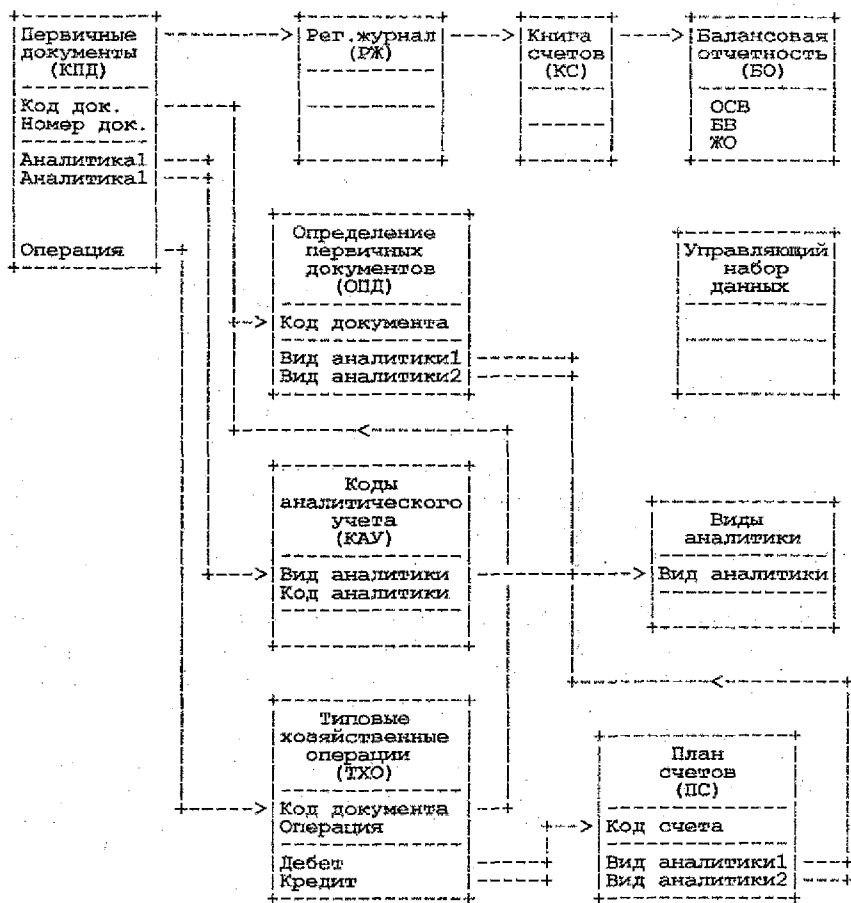 Первичные документы (КПД)
Код док.
Номер док.
Аналитика1
Аналитика1
Операция
Рег.журнал (РЖ)
Книга счетов (КС)
Балансовая отчетность (БО)
ОСВ
БВ
ЖО
Определение первичных документов (ОПД)
Код документа
Вид аналитики1
Вид аналитики2
Управляющий набор данных
Коды аналитического учета (КАУ)
Вид аналитики
Код аналитики
Виды аналитики
Вид аналитики
Типовые хозяйственные операции (ТХО)
Код документа
Операция
Дебет
Кредит
План счетов (ПС)
Код счета
Вид аналитики1
Вид аналитики2